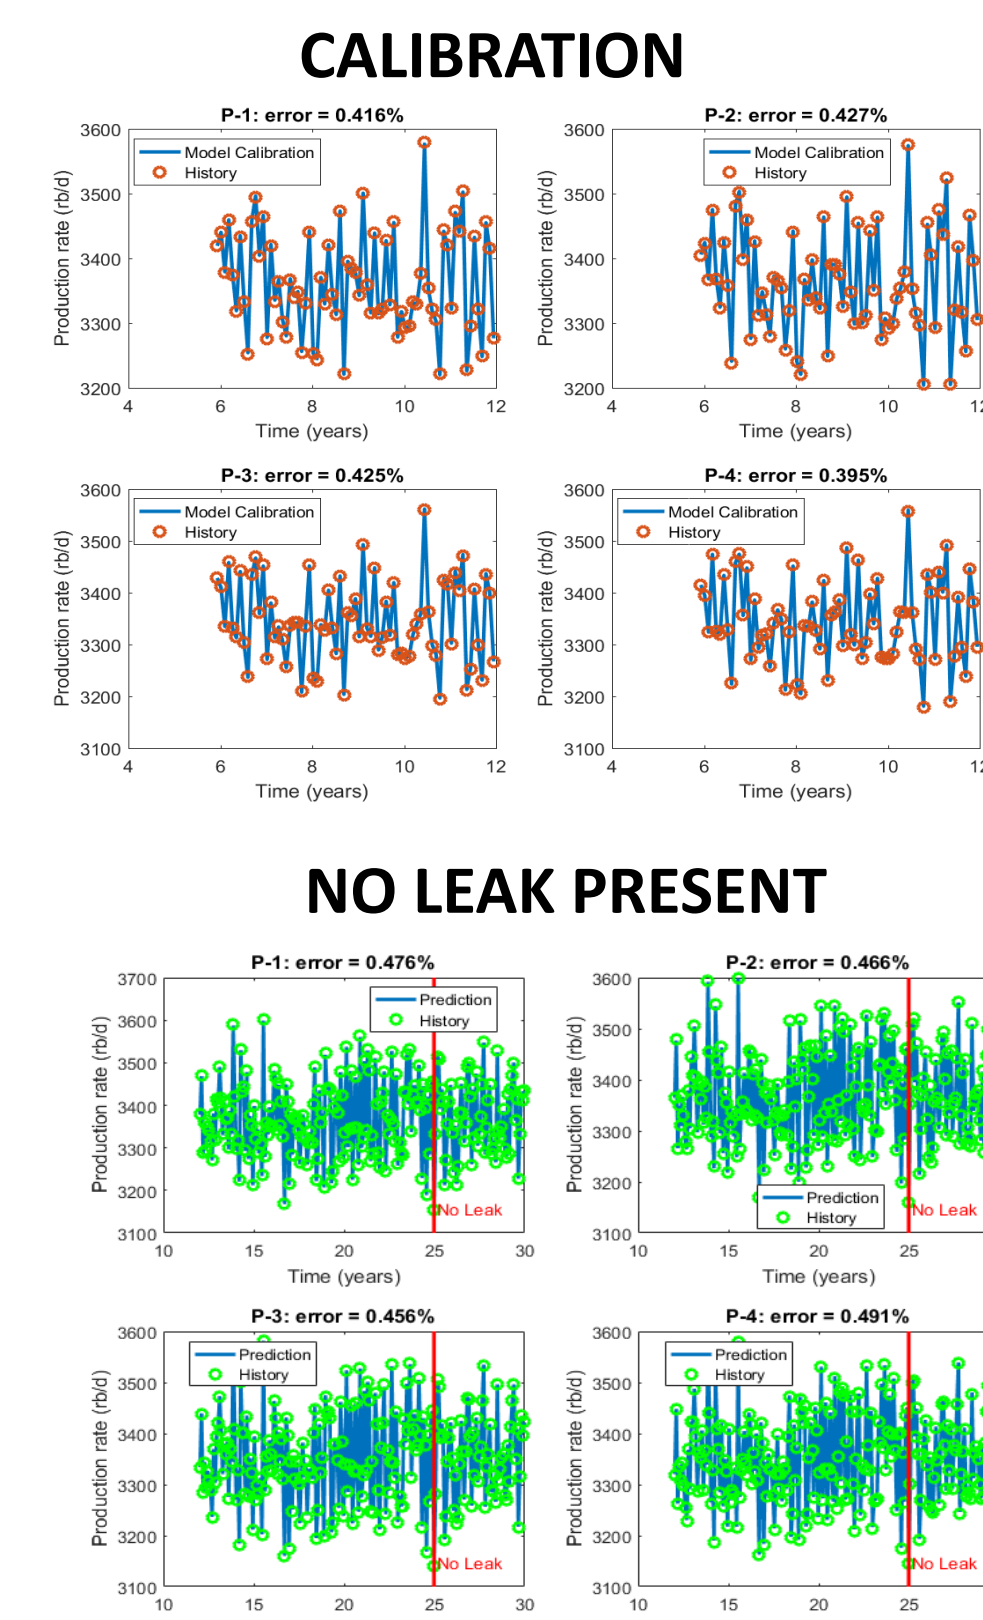 CALIBRATION
P-1: error = 0.416%
Model Calibration
History
3600
3500
3400
3300
3200
4 6 8 10 12
Production rate (rb/d)
Time (years)
P-2: error = 0.427%
Model Calibration
History
3600
3500
3400
3300
3200
4 6 8 10 12
Production rate (rb/d)
Time (years)
P-3: error = 0.425%
Model Calibration
History
3600
3500
3400
3300
3200
3100
4 6 8 10 12
Production rate (rb/d)
Time (years)
P-4: error = 0.395%
Model Calibration
History
3600
3500
3400
3300
3200
3100
4 6 8 10 12
Production rate (rb/d)
Time (years)
NO LEAK PRESENT
P-1: error = 0.476%
Prediction
History
3700
3600
3500
3400
3300
3200
3100
No Leak
10 15 20 25 30
Production rate (rb/d)
Time (years)
P-2: error = 0.466%
3600
3500
3400
3300
3200
3100
Prediction
History
No Leak
10 15 20 25
Production rate (rb/d)
Time (years)
P-3: error = 0.456%
Prediction
History
3600
3500
3400
3300
3200
3100
No Leak
10 15 20 25 30
Production rate (rb/d)
P-4: error = 0.491%
Prediction
History
3600
3500
3400
3300
3200
3100
No Leak
10 15 20 25
Production rate (rb/d)